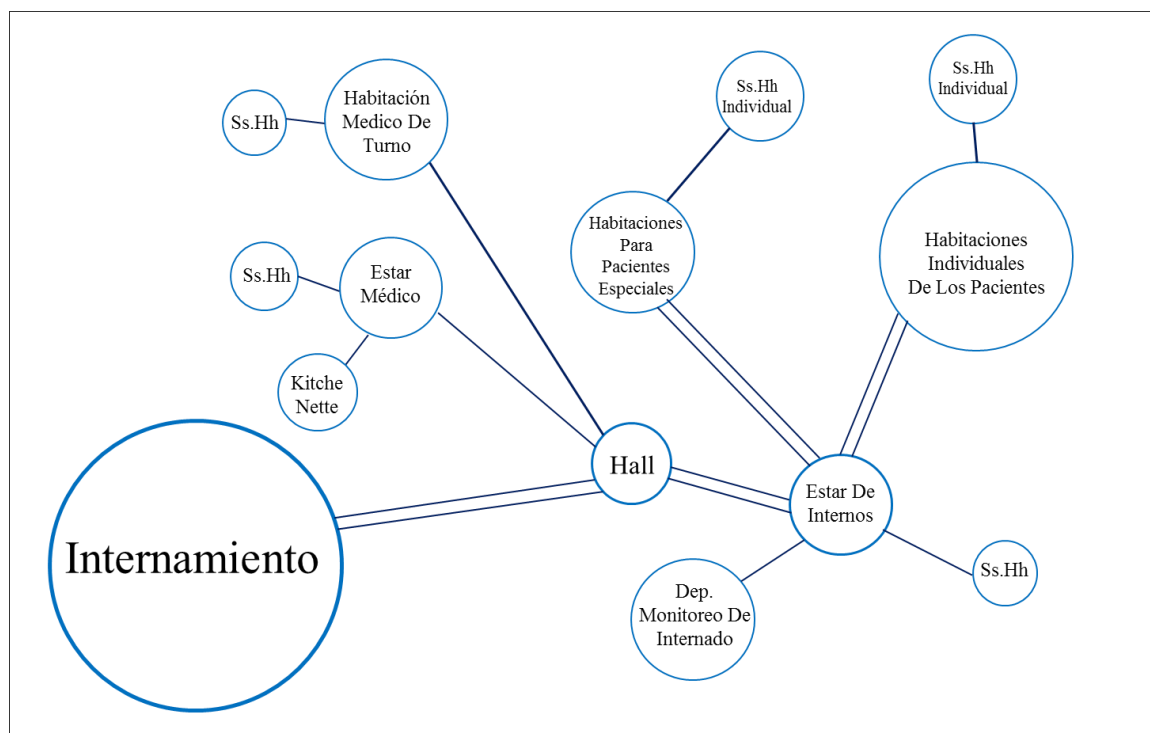 Ss.Hh
Individual
Ss.Hh
Individual
Habitación
Medico De
Turno
Ss.Hh
Habitaciones
Para
Pacientes
Especiales
Habitaciones
Individuales
De Los Pacientes
Ss.Hh
Estar
Médico
Kitche
Nette
Hall
Internamiento
Estar De
Internos
Ss.Hh
Dep.
Monitoreo De
Internado